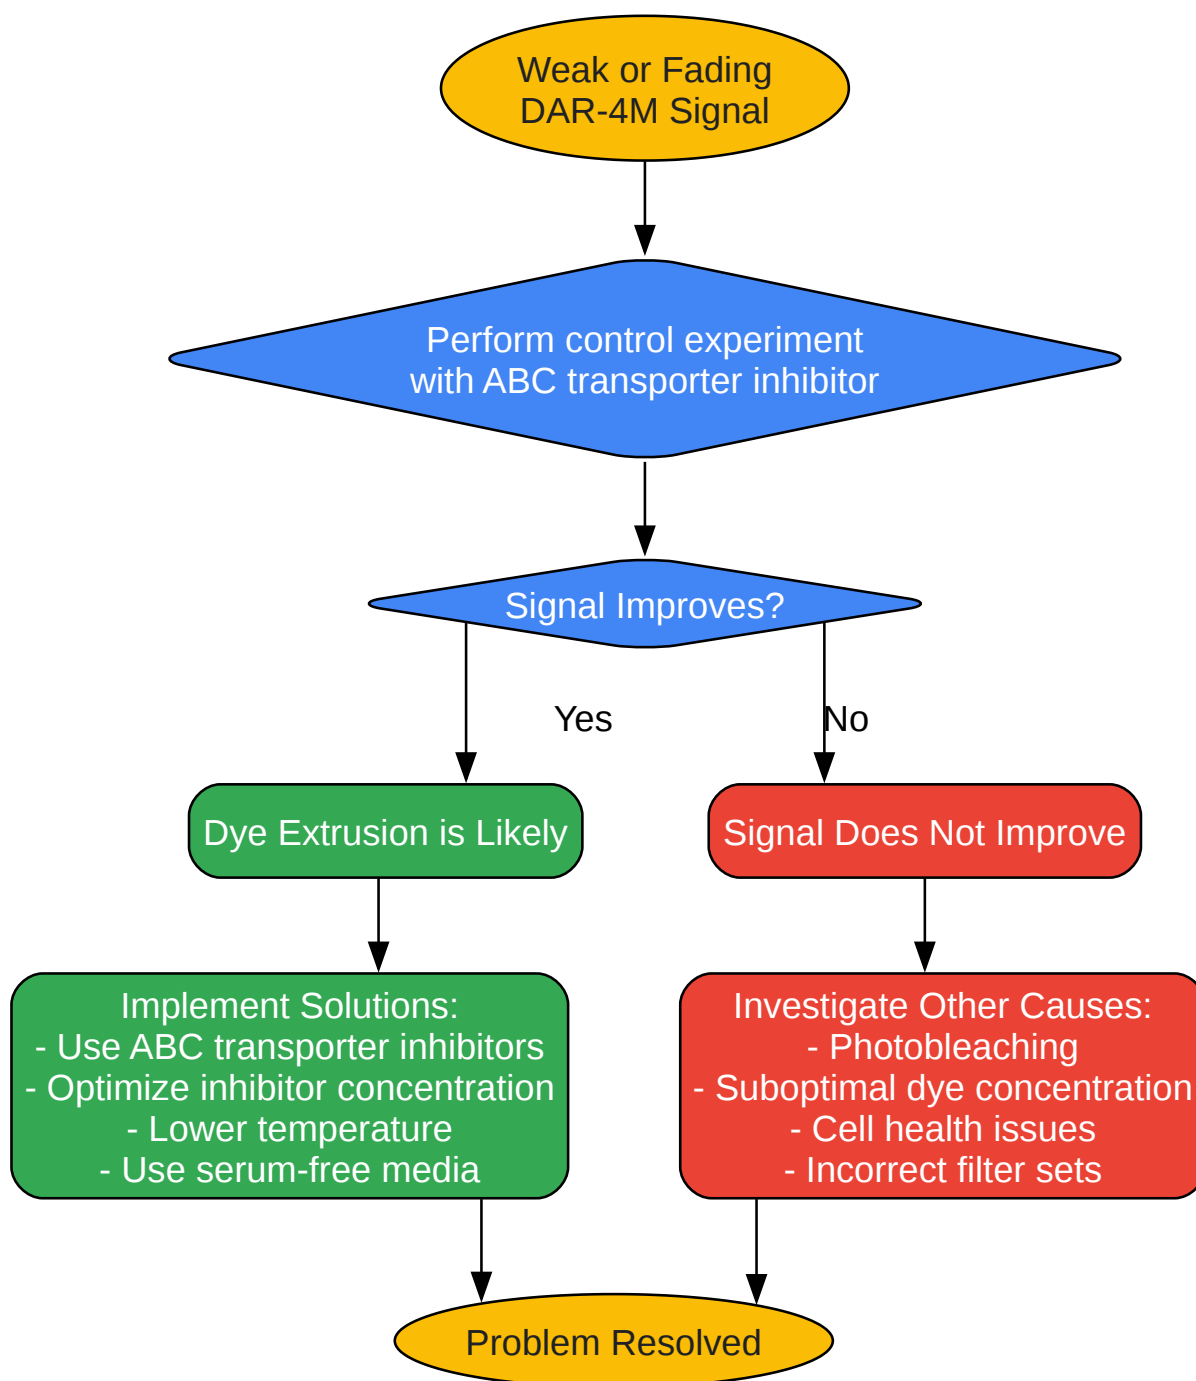 Weak or Fading
DAR-4M Signal
Perform control experiment
with ABC transporter inhibitor
Signal Improves?
Yes
No
Dye Extrusion is Likely
Signal Does Not Improve
Implement Solutions:
- Use ABC transporter inhibitors
- Optimize inhibitor concentration
- Lower temperature
- Use serum-free media
Investigate Other Causes:
- Photobleaching
- Suboptimal dye concentration
- Cell health issues
- Incorrect filter sets
Problem Resolved